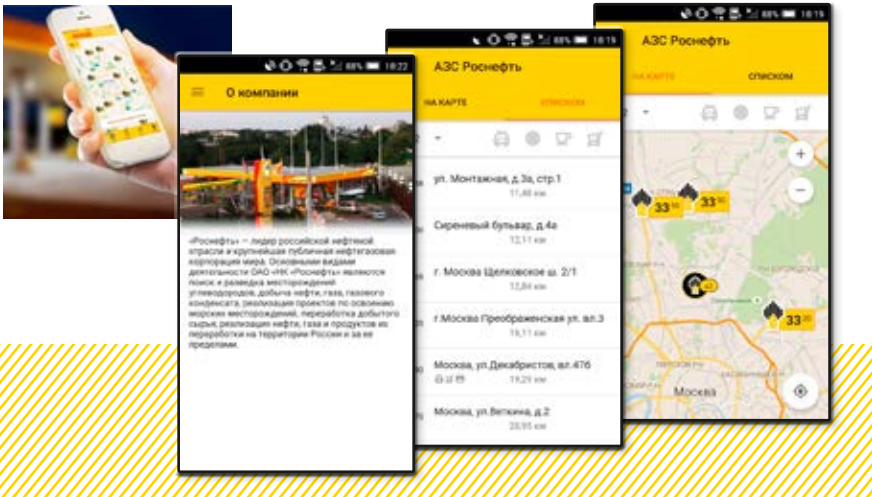 18:22
О компании
«Роснефть» — лидер российской нефтяной
отрасли и крупнейшая публичная нефтегазовая
корпорация мира. Основными видами
деятельности ОАО «НК «Роснефть» являются
поиск и разведка месторождений
углеводородов, добыча нефти, газа, газового
конденсата, реализация проектов по освоению
морских месторождений, переработка добытого
сырья, реализация нефти, газа и продуктов их
переработки на территории России и за ее
пределами.
88% 18:19
АЗС Роснефть
НА КАРТЕ СПИСКОМ
ул. Монтажная, д.3а, стр.1
11,48 км
Сиреневый бульвар, д.4а
12,11 км
г. Москва Щелковское ш. 2/1
12,84 км
г.Москва Преображенская ул. вл.3
16,11 км
Москва, ул.Декабристов, вл.47б
19,29 км
Москва, ул.Веткина, д.2
20,95 км
88% 18:19
АЗС Роснефть
НА КАРТЕ СПИСКОМ
33
33
33 20
Москва